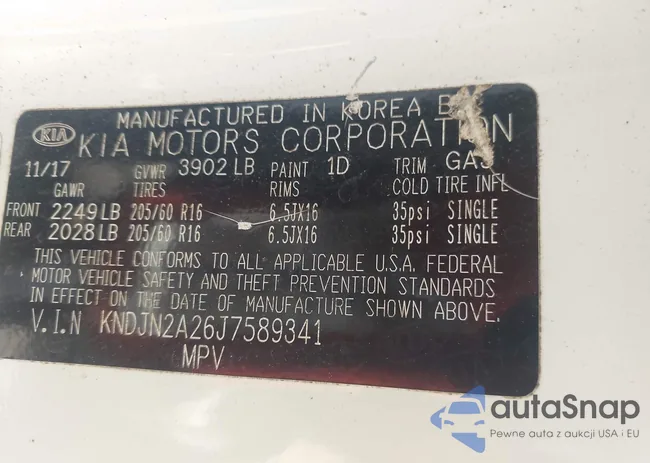 MANUFACTURED IN KOREA
KIA KIA MOTORS CORPORATION
11/17 GVWR 3902 LB PAINT 1D TRIM GAS
GAWR TIRES RIMS COLD TIRE INFL
FRONT 2249 LB 205/60 R16 6.5JX16 35psi SINGLE
REAR 2028 LB 205/60 R16 6.5JX16 35psi SINGLE
THIS VEHICLE CONFORMS TO ALL APPLICABLE U.S.A. FEDERAL
MOTOR VEHICLE SAFETY AND THEFT PREVENTION STANDARDS
IN EFFECT ON THE DATE OF MANUFACTURE SHOWN ABOVE.
V.I.N KNDJN2A26J7589341
MPV
autaSnap
Pewne auta z aukcji USA i EU